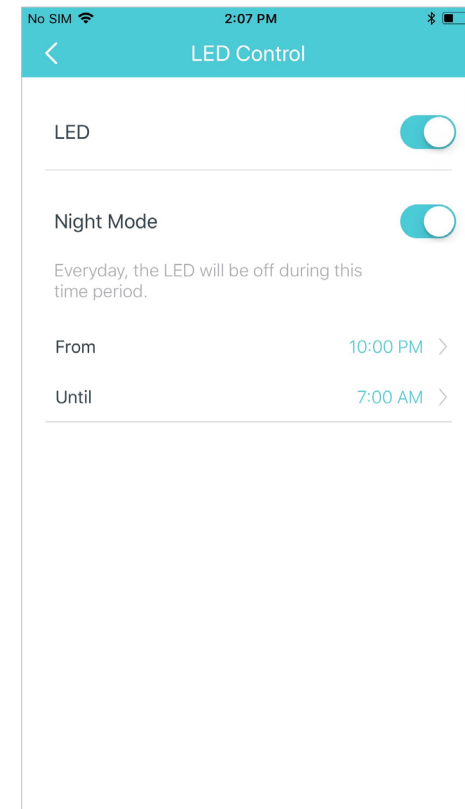 No SIM 2:07 PM
LED Control
LED
Night Mode
Everyday, the LED will be off during this
time period.
From 10:00 PM
Until 7:00 AM